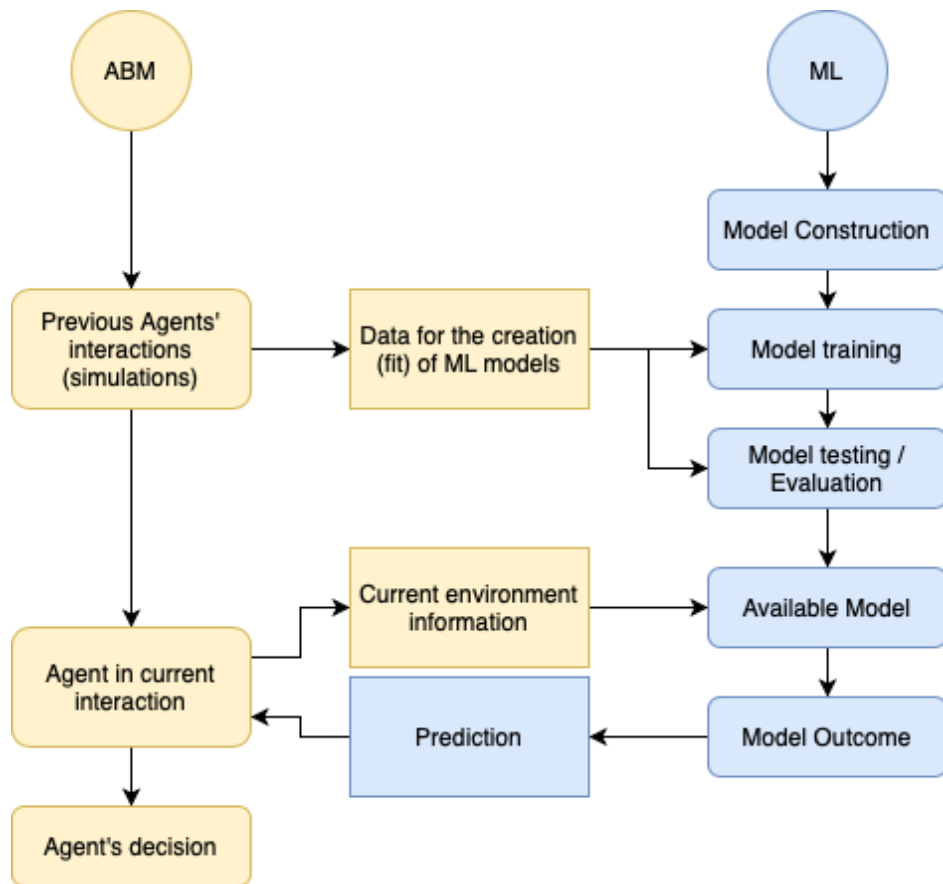 ABM
ML
Model Construction
Previous Agents'
interactions
(simulations)
Data for the creation
(fit) of ML models
Model training
Model testing /
Evaluation
Current environment
information
Available Model
Agent in current
interaction
Prediction
Model Outcome
Agent's decision